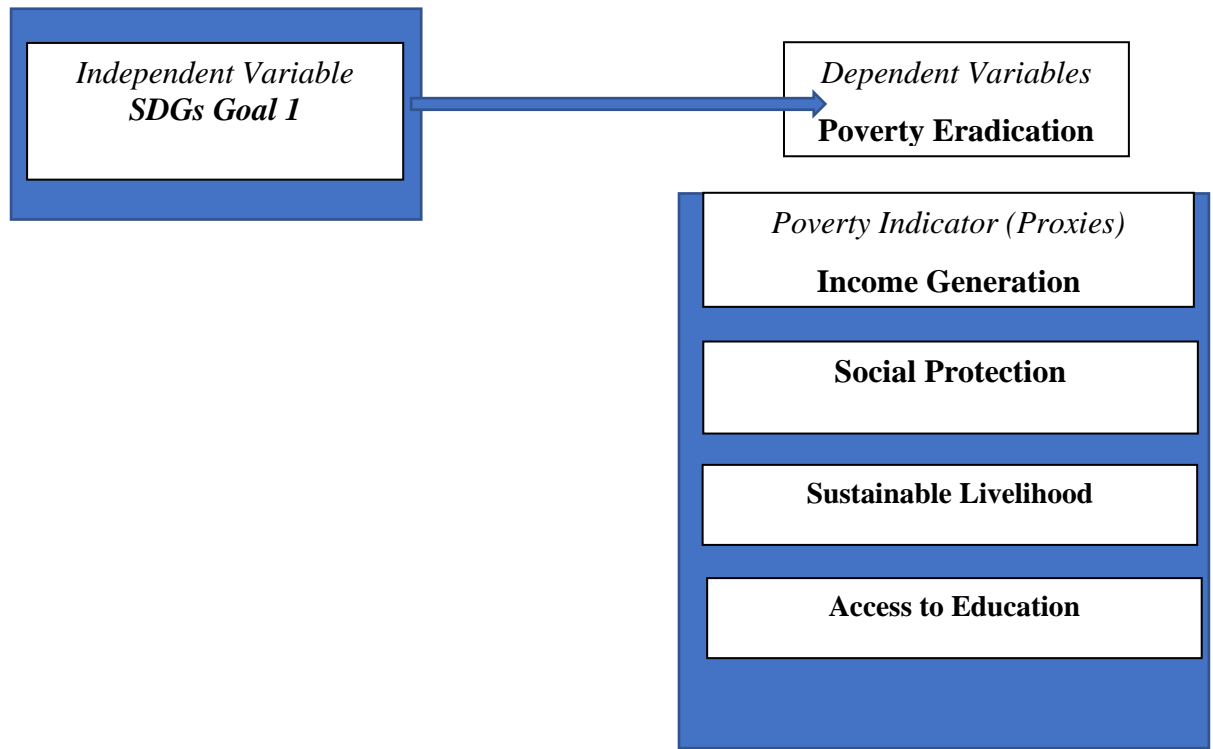 Independent Variable
SDGs Goal 1
Dependent Variables
Poverty Eradication
Poverty Indicator (Proxies)
Income Generation
Social Protection
Sustainable Livelihood
Access to Education